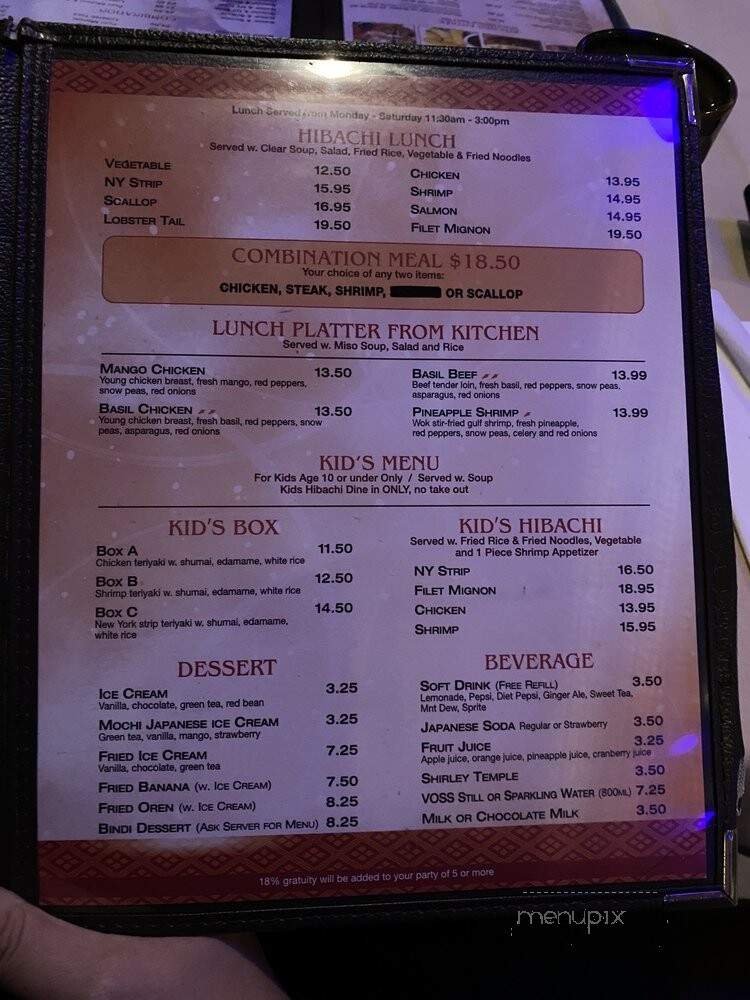 Lunch Served from Monday - Saturday 11:30am - 3:00pm
HIBACHI LUNCH
Served w. Clear Soup, Salad, Fried Rice, Vegetable & Fried Noodles
VEGETABLE 12.50
NY STRIP 15.95
SCALLOP 16.95
LOBSTER TAIL 19.50
CHICKEN 13.95
SHRIMP 14.95
SALMON 14.95
FILET MIGNON 19.50
COMBINATION MEAL $18.50
Your choice of any two items:
CHICKEN, STEAK, SHRIMP, OR SCALLOP
LUNCH PLATTER FROM KITCHEN
Served w. Miso Soup, Salad and Rice
MANGO CHICKEN 13.50
Young chicken breast, fresh mango, red peppers,
snow peas, red onions
BASIL CHICKEN 13.50
Young chicken breast, fresh basil, red peppers, snow
peas, asparagus, red onions
BASIL BEEF 13.99
Beef tender loin, fresh basil, red peppers, snow peas,
asparagus, red onions
PINEAPPLE SHRIMP 13.99
Wok stir-fried gulf shrimp, fresh pineapple,
red peppers, snow peas, celery and red onions
KID'S MENU
For Kids Age 10 or under Only / Served w. Soup
Kids Hibachi Dine in ONLY, no take out
KID'S BOX
BOX A 11.50
Chicken teriyaki w. shumai, edamame, white rice
BOX B 12.50
Shrimp teriyaki w. shumai, edamame, white rice
BOX C 14.50
New York strip teriyaki w. shumai, edamame,
white rice
KID'S HIBACHI
Served w. Fried Rice & Fried Noodles, Vegetable
and 1 Piece Shrimp Appetizer
NY STRIP 16.50
FILET MIGNON 18.95
CHICKEN 13.95
SHRIMP 15.95
DESSERT
ICE CREAM 3.25
Vanilla, chocolate, green tea, red bean
MOCHI JAPANESE ICE CREAM 3.25
Green tea, vanilla, mango, strawberry
FRIED ICE CREAM 7.25
Vanilla, chocolate, green tea
FRIED BANANA (W. ICE CREAM) 7.50
FRIED OREN (W. ICE CREAM) 8.25
BINDI DESSERT (ASK SERVER FOR MENU) 8.25
BEVERAGE
SOFT DRINK (FREE REFILL) 3.50
Lemonade, Pepsi, Diet Pepsi, Ginger Ale, Sweet Tea,
Mnt Dew, Sprite
JAPANESE SODA Regular or Strawberry 3.50
FRUIT JUICE 3.25
Apple juice, orange juice, pineapple juice, cranberry juice
SHIRLEY TEMPLE 3.50
VOSS STILL OR SPARKLING WATER (800ML) 7.25
MILK OR CHOCOLATE MILK 3.50
18% gratuity will be added to your party of 5 or more
menupix